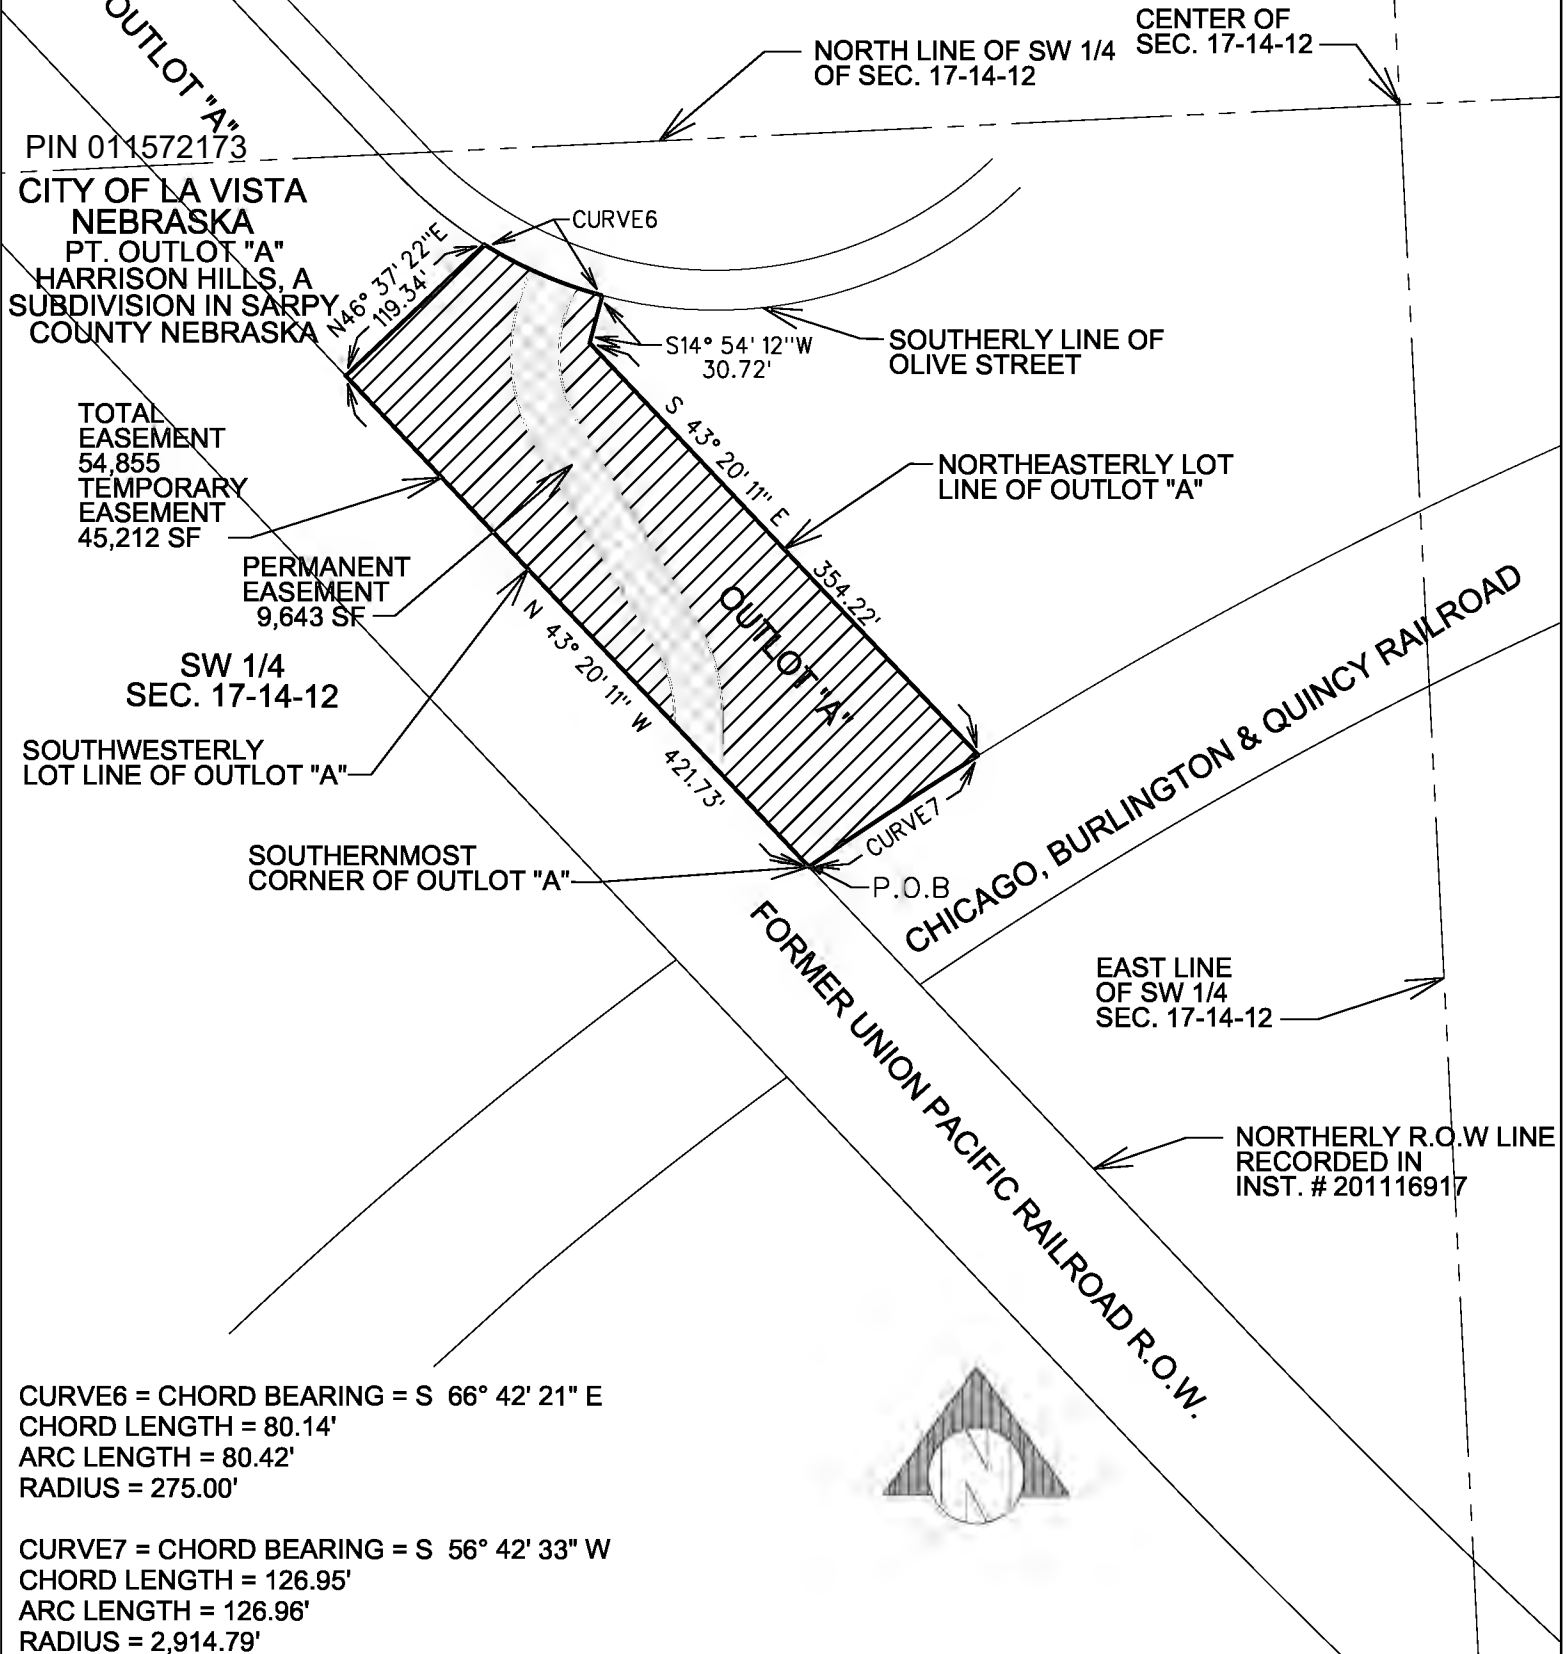 OUTLOT "A"
CENTER OF
SEC. 17-14-12
NORTH LINE OF SW 1/4
OF SEC. 17-14-12
PIN 011572173
CITY OF LA VISTA
NEBRASKA
PT. OUTLOT "A"
HARRISON HILLS, A
SUBDIVISION IN SARPY
COUNTY NEBRASKA
N46° 37' 22"E
119.34'
CURVE6
S14° 54' 12"W
30.72'
SOUTHERLY LINE OF
OLIVE STREET
TOTAL
EASEMENT
54,855
TEMPORARY
EASEMENT
45,212 SF
S 43° 20' 11" E 354.22'
NORTHEASTERLY LOT
LINE OF OUTLOT "A"
PERMANENT
EASEMENT
9,643 SF
OUTLOT "A"
N 43° 20' 11" W 421.73'
SW 1/4
SEC. 17-14-12
SOUTHWESTERLY
LOT LINE OF OUTLOT "A"
CURVE7
SOUTHERNMOST
CORNER OF OUTLOT "A"
P.O.B
CHICAGO, BURLINGTON & QUINCY RAILROAD
FORMER UNION PACIFIC RAILROAD R.O.W.
EAST LINE
OF SW 1/4
SEC. 17-14-12
NORTHERLY R.O.W LINE
RECORDED IN
INST. # 201116917
CURVE6 = CHORD BEARING = S 66° 42' 21" E
CHORD LENGTH = 80.14'
ARC LENGTH = 80.42'
RADIUS = 275.00'
CURVE7 = CHORD BEARING = S 56° 42' 33" W
CHORD LENGTH = 126.95'
ARC LENGTH = 126.96'
RADIUS = 2,914.79'
N